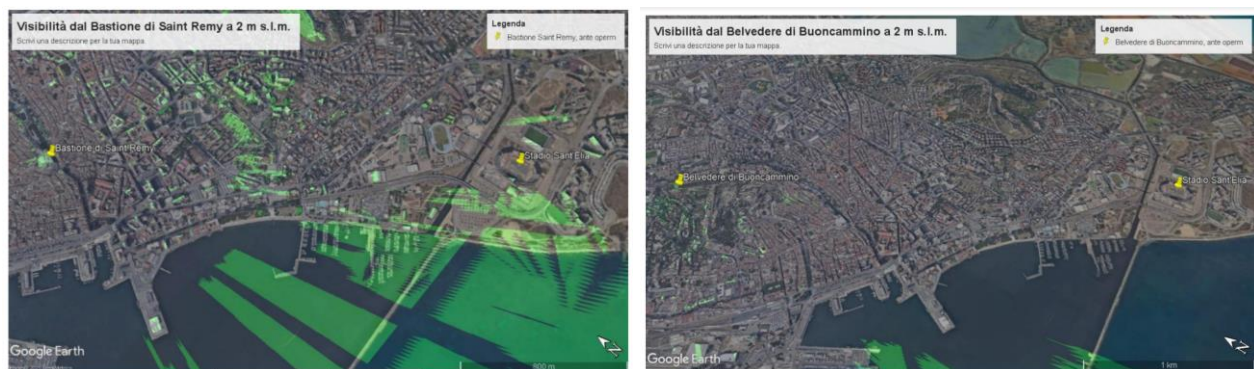 Visibilità dal Bastione di Saint Remy a 2 m s.l.m.
Scrivi una descrizione per la tua mappa.
Legenda
Bastione Saint Remy, ante operm
Bastione di Saint Remy
Stadio Sant'Elia
Google Earth
800 m
N
Visibilità dal Belvedere di Buoncammino a 2 m s.l.m.
Scrivi una descrizione per la tua mappa.
Legenda
Belvedere di Buoncammino, ante operm
Belvedere di Buoncammino
Stadio Sant'Elia
Google Earth
1 km
N